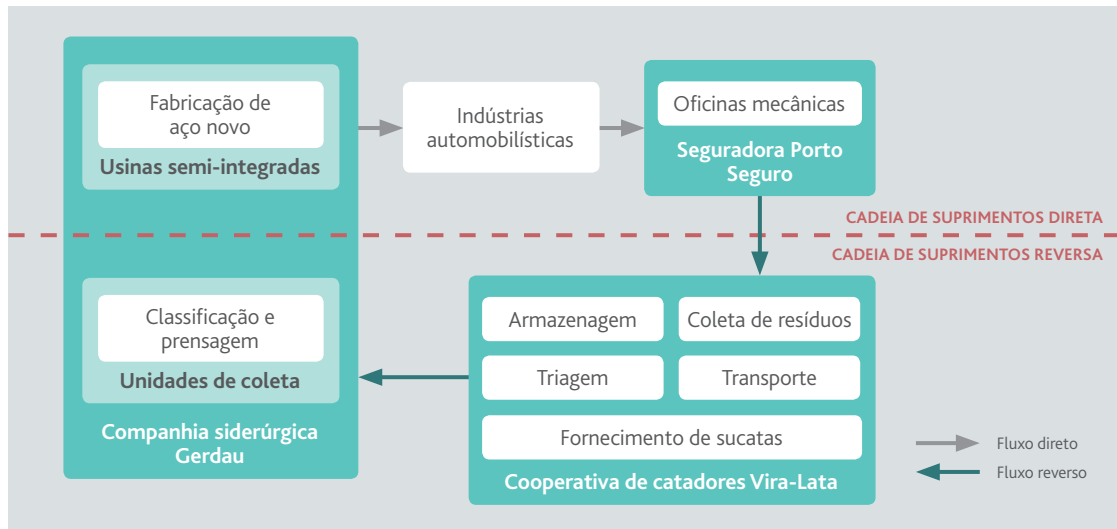 Fabricação de
aço novo
Usinas semi-integradas
Indústrias
automobilísticas
Oficinas mecânicas
Seguradora Porto
Seguro
CADEIA DE SUPRIMENTOS DIRETA
CADEIA DE SUPRIMENTOS REVERSA
Classificação e
prensagem
Unidades de coleta
Companhia siderúrgica
Gerdau
Armazenagem
Coleta de resíduos
Triagem
Transporte
Fornecimento de sucatas
Cooperativa de catadores Vira-Lata
Fluxo direto
Fluxo reverso